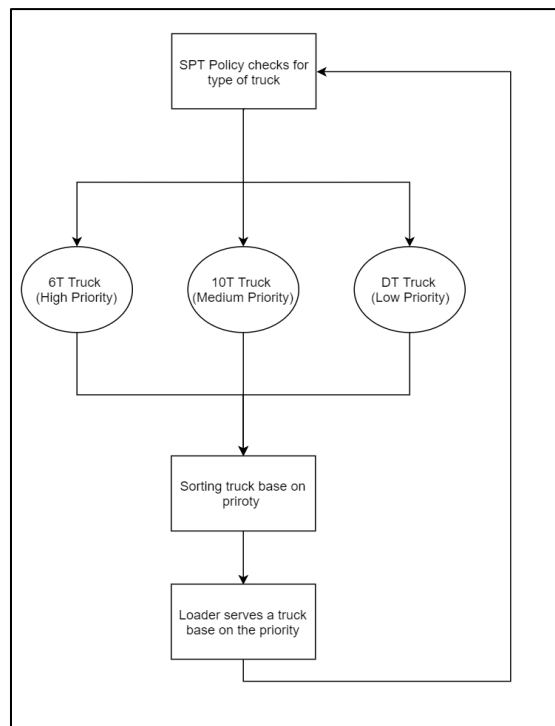 SPT Policy checks for
type of truck
6T Truck
(High Priority)
10T Truck
(Medium Priority)
DT Truck
(Low Priority)
Sorting truck base on
priroty
Loader serves a truck
base on the priority